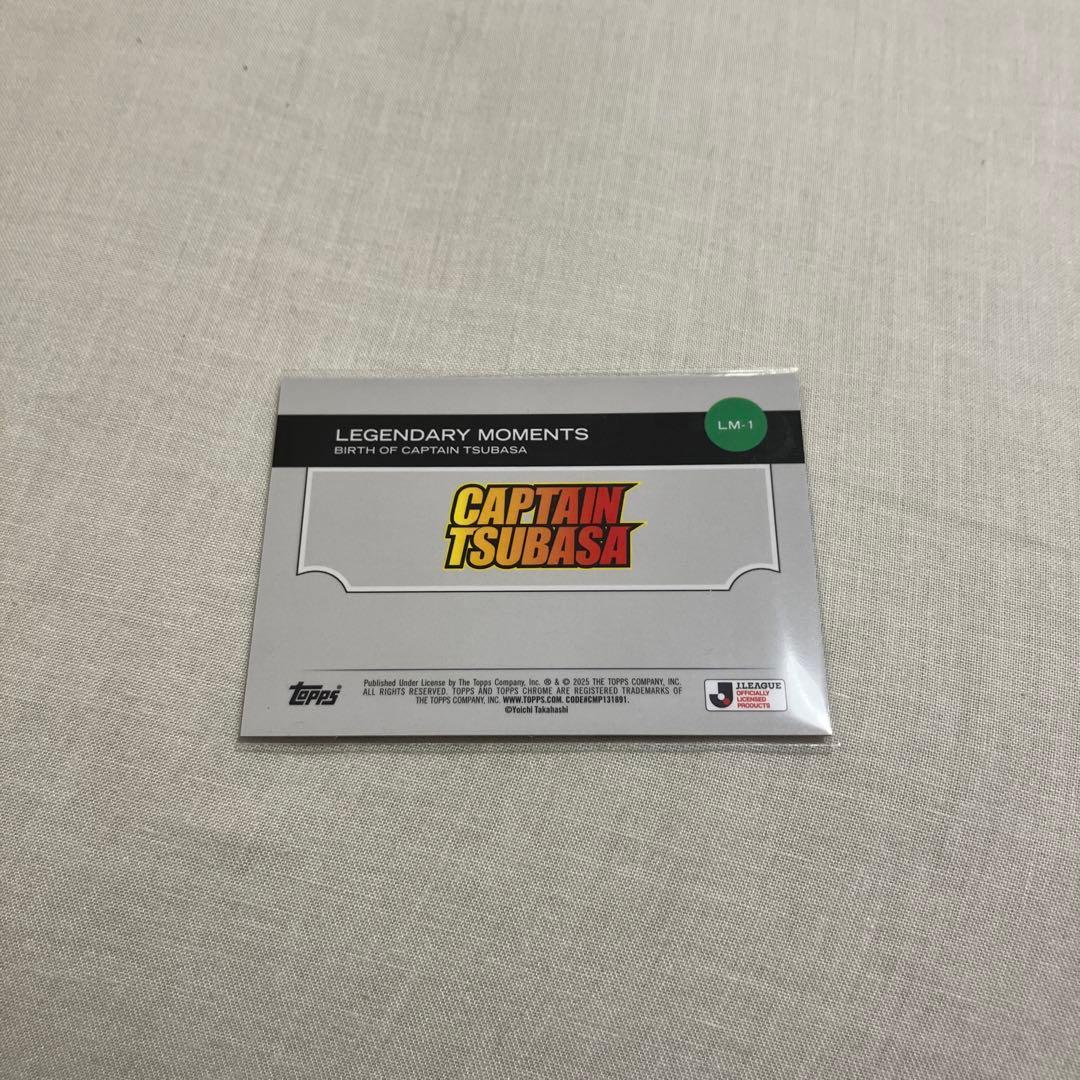 LEGENDARY MOMENTS
BIRTH OF CAPTAIN TSUBASA
LM-1
CAPTAIN
TSUBASA
Topps®
Published Under License by The Topps Company, Inc. ® & © 2025 THE TOPPS COMPANY, INC.
ALL RIGHTS RESERVED. TOPPS AND TOPPS CHROME ARE REGISTERED TRADEMARKS OF
THE TOPPS COMPANY, INC. WWW.TOPPS.COM. CODE#CMP131891.
©Yoichi Takahashi
J.LEAGUE
OFFICIALLY
LICENSED
PRODUCTS